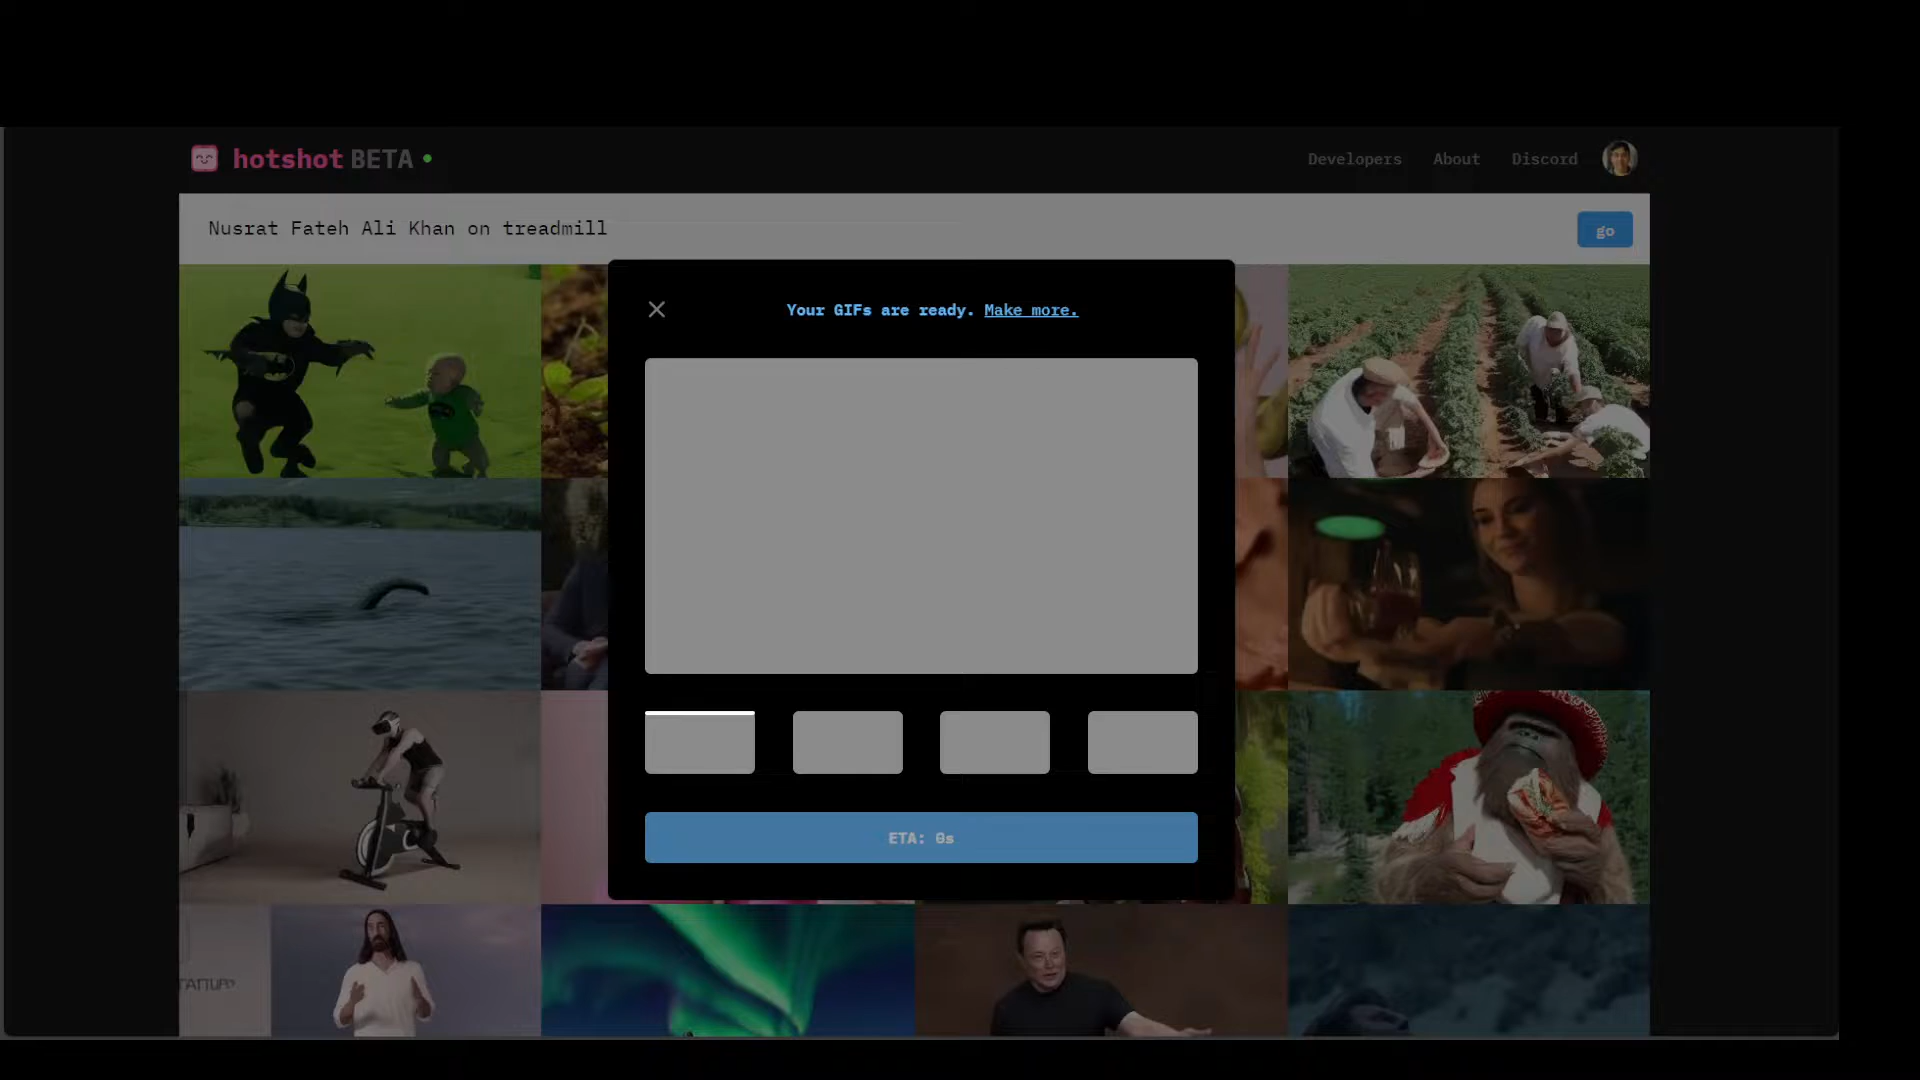 hotshot BETA
Developers About Discord
Nusrat Fateh Ali Khan on treadmill
go
Your GIFs are ready. Make more.
ETA: 0s